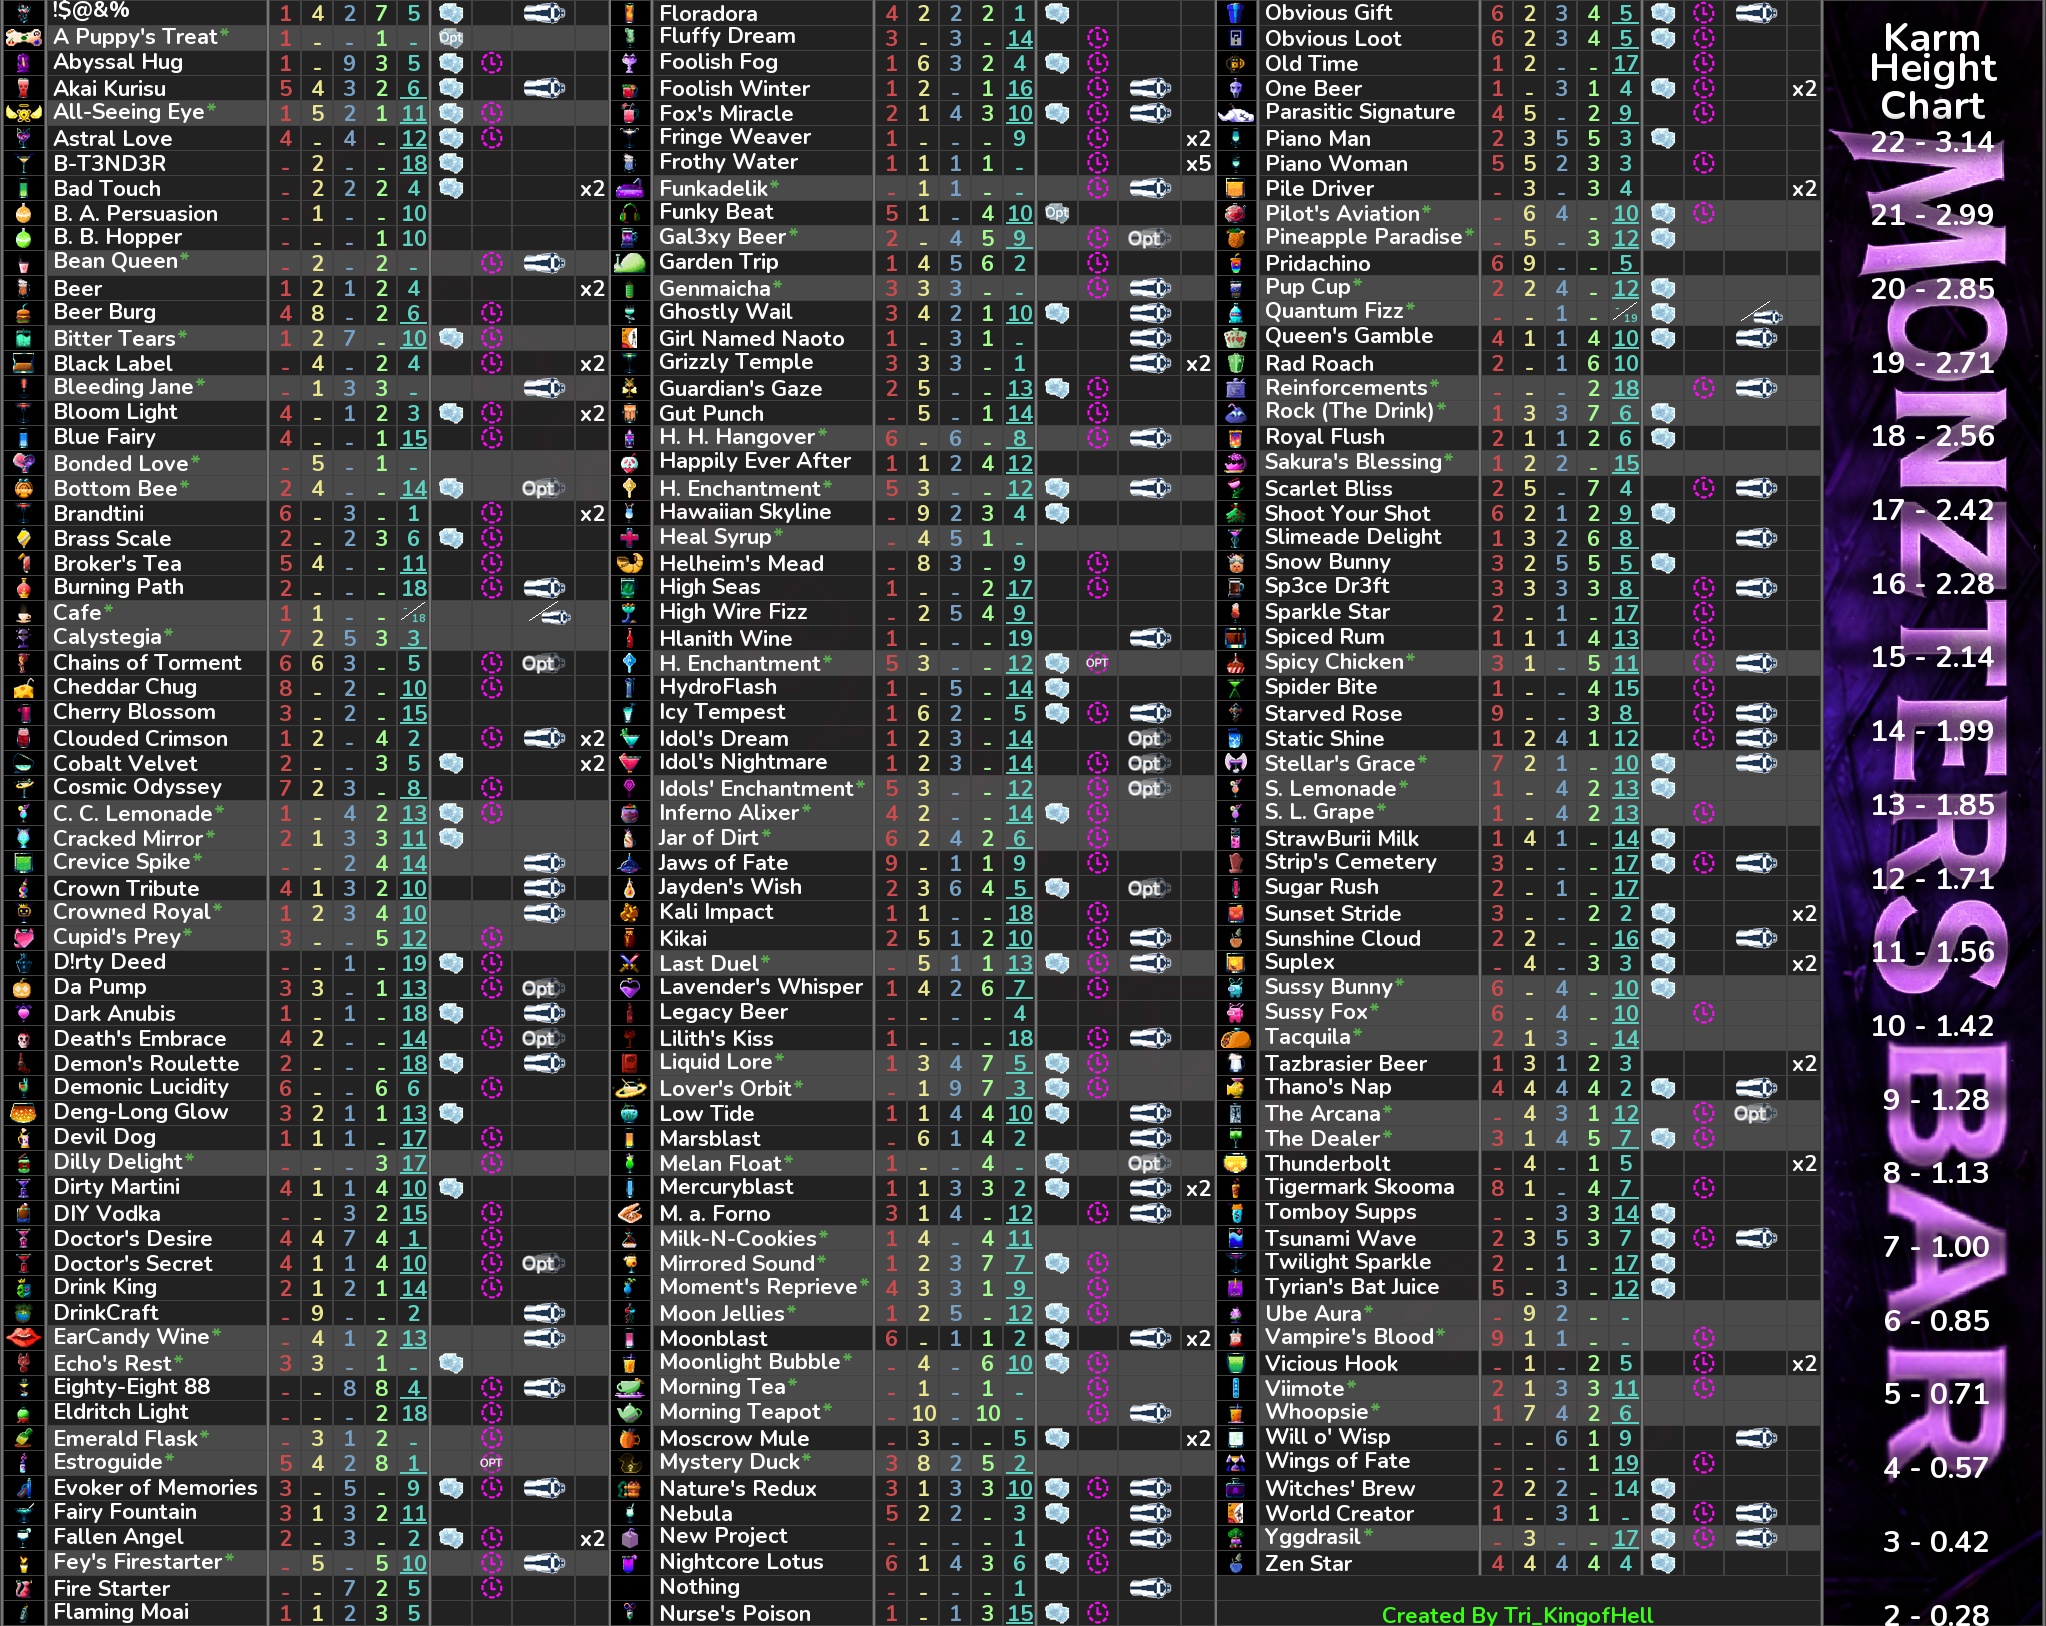 !$@&% 1 4 2 7 5
A Puppy's Treat* 1 - - 1 - Opt
Abyssal Hug 1 - 9 3 5
Akai Kurisu 5 4 3 2 6
All-Seeing Eye* 1 5 2 1 11
Astral Love 4 - 4 - 12
B-T3ND3R - 2 - - 18
Bad Touch - 2 2 2 4 x2
B. A. Persuasion - 1 - - 10
B. B. Hopper - - - 1 10
Bean Queen* - 2 - 2 -
Beer 1 2 1 2 4 x2
Beer Burg 4 8 - 2 6
Bitter Tears* 1 2 7 - 10
Black Label - 4 - 2 4 x2
Bleeding Jane* - 1 3 3 -
Bloom Light 4 - 1 2 3 x2
Blue Fairy 4 - - 1 15
Bonded Love* - 5 - 1 -
Bottom Bee* 2 4 - - 14 Opt
Brandtini 6 - 3 - 1 x2
Brass Scale 2 - 2 3 6
Broker's Tea 5 4 - - 11
Burning Path 2 - - - 18
Cafe* 1 1 - - -/18
Calystegia* 7 2 5 3 3
Chains of Torment 6 6 3 - 5 Opt
Cheddar Chug 8 - 2 - 10
Cherry Blossom 3 - 2 - 15
Clouded Crimson 1 2 - 4 2 x2
Cobalt Velvet 2 - - 3 5 x2
Cosmic Odyssey 7 2 3 - 8
C. C. Lemonade* 1 - 4 2 13
Cracked Mirror* 2 1 3 3 11
Crevice Spike* - - 2 4 14
Crown Tribute 4 1 3 2 10
Crowned Royal* 1 2 3 4 10
Cupid's Prey* 3 - - 5 12
D!rty Deed - - 1 - 19
Da Pump 3 3 - 1 13 Opt
Dark Anubis 1 - 1 - 18
Death's Embrace 4 2 - - 14 Opt
Demon's Roulette 2 - - - 18
Demonic Lucidity 6 - - 6 6
Deng-Long Glow 3 2 1 1 13
Devil Dog 1 1 1 - 17
Dilly Delight* - - - 3 17
Dirty Martini 4 1 1 4 10
DIY Vodka - - 3 2 15
Doctor's Desire 4 4 7 4 1
Doctor's Secret 4 1 1 4 10 Opt
Drink King 2 1 2 1 14
DrinkCraft - 9 - - 2
EarCandy Wine* - 4 1 2 13
Echo's Rest* 3 3 - 1 -
Eighty-Eight 88 - - 8 8 4
Eldritch Light - - - 2 18
Emerald Flask* - 3 1 2 -
Estroguide* 5 4 2 8 1 OPT
Evoker of Memories 3 - 5 - 9
Fairy Fountain 3 1 3 2 11
Fallen Angel 2 - 3 - 2 x2
Fey's Firestarter* - 5 - 5 10
Fire Starter - - 7 2 5
Flaming Moai 1 1 2 3 5
Floradora 4 2 2 2 1
Fluffy Dream 3 - 3 - 14
Foolish Fog 1 6 3 2 4
Foolish Winter 1 2 - 1 16
Fox's Miracle 2 1 4 3 10
Fringe Weaver 1 - - - 9 x2
Frothy Water 1 1 1 1 - x5
Funkadelik* - 1 1 - -
Funky Beat 5 1 - 4 10 Opt
Gal3xy Beer* 2 - 4 5 9 Opt
Garden Trip 1 4 5 6 2
Genmaicha* 3 3 3 - -
Ghostly Wail 3 4 2 1 10
Girl Named Naoto 1 - 3 1 -
Grizzly Temple 3 3 3 - 1 x2
Guardian's Gaze 2 5 - - 13
Gut Punch - 5 - 1 14
H. H. Hangover* 6 - 6 - 8
Happily Ever After 1 1 2 4 12
H. Enchantment* 5 3 - - 12
Hawaiian Skyline - 9 2 3 4
Heal Syrup* - 4 5 1 -
Helheim's Mead - 8 3 - 9
High Seas 1 - - 2 17
High Wire Fizz - 2 5 4 9
Hlanith Wine 1 - - - 19
H. Enchantment* 5 3 - - 12 OPT
HydroFlash 1 - 5 - 14
Icy Tempest 1 6 2 - 5
Idol's Dream 1 2 3 - 14 Opt
Idol's Nightmare 1 2 3 - 14 Opt
Idols' Enchantment* 5 3 - - 12 Opt
Inferno Alixer* 4 2 - - 14
Jar of Dirt* 6 2 4 2 6
Jaws of Fate 9 - 1 1 9
Jayden's Wish 2 3 6 4 5 Opt
Kali Impact 1 1 - - 18
Kikai 2 5 1 2 10
Last Duel* - 5 1 1 13
Lavender's Whisper 1 4 2 6 7
Legacy Beer - - - - 4
Lilith's Kiss 1 - - - 18
Liquid Lore* 1 3 4 7 5
Lover's Orbit* - 1 9 7 3
Low Tide 1 1 4 4 10
Marsblast - 6 1 4 2
Melan Float* 1 - - 4 - Opt
Mercuryblast 1 1 3 3 2 x2
M. a. Forno 3 1 4 - 12
Milk-N-Cookies* 1 4 - 4 11
Mirrored Sound* 1 2 3 7 7
Moment's Reprieve* 4 3 3 1 9
Moon Jellies* 1 2 5 - 12
Moonblast 6 - 1 1 2 x2
Moonlight Bubble* - 4 - 6 10
Morning Tea* - 1 - 1 -
Morning Teapot* - 10 - 10 -
Moscrow Mule - 3 - - 5 x2
Mystery Duck* 3 8 2 5 2
Nature's Redux 3 1 3 3 10
Nebula 5 2 2 - 3
New Project - - - - 1
Nightcore Lotus 6 1 4 3 6
Nothing - - - - 1
Nurse's Poison 1 - 1 3 15
Obvious Gift 6 2 3 4 5
Obvious Loot 6 2 3 4 5
Old Time 1 2 - - 17
One Beer 1 - 3 1 4 x2
Parasitic Signature 4 5 - 2 9
Piano Man 2 3 5 5 3
Piano Woman 5 5 2 3 3
Pile Driver - 3 - 3 4 x2
Pilot's Aviation* - 6 4 - 10
Pineapple Paradise* - 5 - 3 12
Pridachino 6 9 - - 5
Pup Cup* 2 2 4 - 12
Quantum Fizz* - - 1 - -/19
Queen's Gamble 4 1 1 4 10
Rad Roach 2 - 1 6 10
Reinforcements* - - - 2 18
Rock (The Drink)* 1 3 3 7 6
Royal Flush 2 1 1 2 6
Sakura's Blessing* 1 2 2 - 15
Scarlet Bliss 2 5 - 7 4
Shoot Your Shot 6 2 1 2 9
Slimeade Delight 1 3 2 6 8
Snow Bunny 3 2 5 5 5
Sp3ce Dr3ft 3 3 3 3 8
Sparkle Star 2 - 1 - 17
Spiced Rum 1 1 1 4 13
Spicy Chicken* 3 1 - 5 11
Spider Bite 1 - - 4 15
Starved Rose 9 - - 3 8
Static Shine 1 2 4 1 12
Stellar's Grace* 7 2 1 - 10
S. Lemonade* 1 - 4 2 13
S. L. Grape* 1 - 4 2 13
StrawBurii Milk 1 4 1 - 14
Strip's Cemetery 3 - - - 17
Sugar Rush 2 - 1 - 17
Sunset Stride 3 - - 2 2 x2
Sunshine Cloud 2 2 - - 16
Suplex - 4 - 3 3 x2
Sussy Bunny* 6 - 4 - 10
Sussy Fox* 6 - 4 - 10
Tacquila* 2 1 3 - 14
Tazbrasier Beer 1 3 1 2 3 x2
Thano's Nap 4 4 4 4 2
The Arcana* - 4 3 1 12 Opt
The Dealer* 3 1 4 5 7
Thunderbolt - 4 - 1 5 x2
Tigermark Skooma 8 1 - 4 7
Tomboy Supps - - 3 3 14
Tsunami Wave 2 3 5 3 7
Twilight Sparkle 2 - 1 - 17
Tyrian's Bat Juice 5 - 3 - 12
Ube Aura* - 9 2 - -
Vampire's Blood* 9 1 1 - -
Vicious Hook - 1 - 2 5 x2
Viimote* 2 1 3 3 11
Whoopsie* 1 7 4 2 6
Will o' Wisp - - 6 1 9
Wings of Fate - - - 1 19
Witches' Brew 2 2 2 - 14
World Creator 1 - 3 1 -
Yggdrasil* - 3 - - 17
Zen Star 4 4 4 4 4
Created By Tri_KingofHell
Karm
Height
Chart
22 - 3.14
21 - 2.99
20 - 2.85
19 - 2.71
18 - 2.56
17 - 2.42
16 - 2.28
15 - 2.14
14 - 1.99
13 - 1.85
12 - 1.71
11 - 1.56
10 - 1.42
9 - 1.28
8 - 1.13
7 - 1.00
6 - 0.85
5 - 0.71
4 - 0.57
3 - 0.42
2 - 0.28
MONZTERS BAR